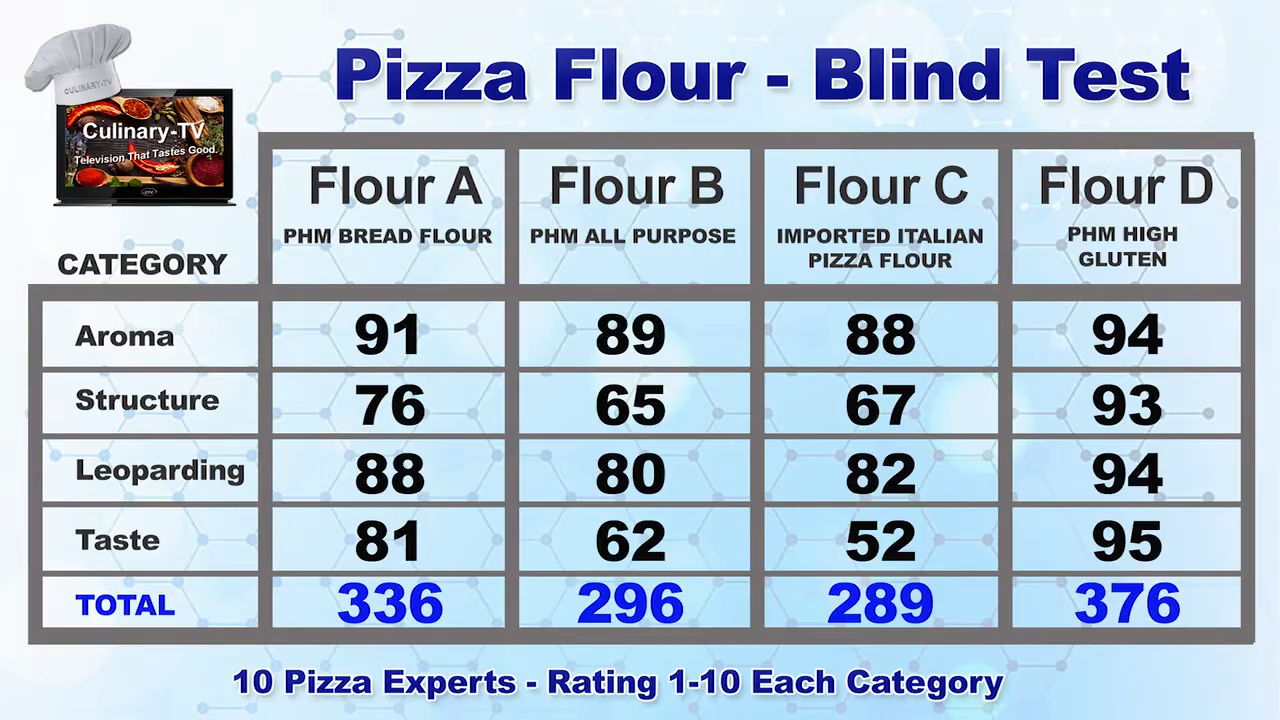 CULINARY-TV
Culinary-TV
Television That Tastes Good.
Pizza Flour - Blind Test
CATEGORY
Flour A
PHM BREAD FLOUR
Flour B
PHM ALL PURPOSE
Flour C
IMPORTED ITALIAN
PIZZA FLOUR
Flour D
PHM HIGH
GLUTEN
Aroma 91 89 88 94
Structure 76 65 67 93
Leoparding 88 80 82 94
Taste 81 62 52 95
TOTAL 336 296 289 376
10 Pizza Experts - Rating 1-10 Each Category